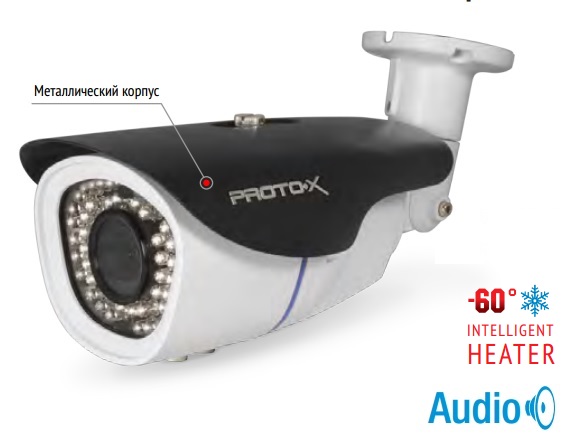 Металлический корпус
PROTO-X
-60°
INTELLIGENT
HEATER
Audio